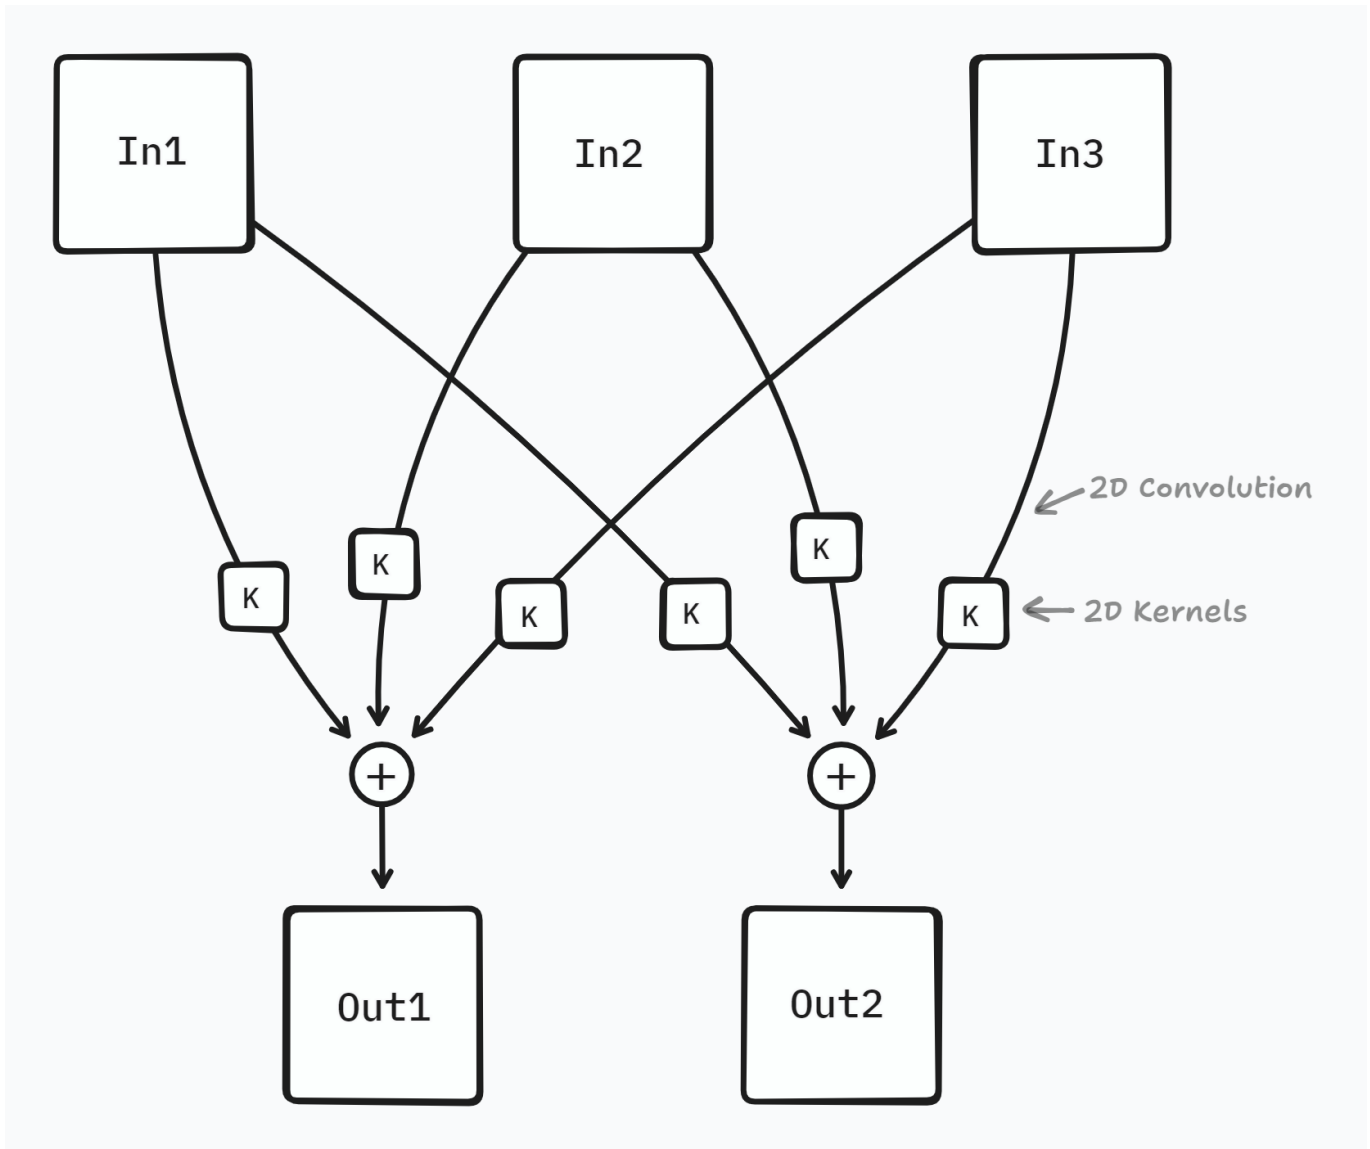 In1
In2
In3
2D Convolution
K
K
K
K
K
K
2D Kernels
+
+
Out1
Out2